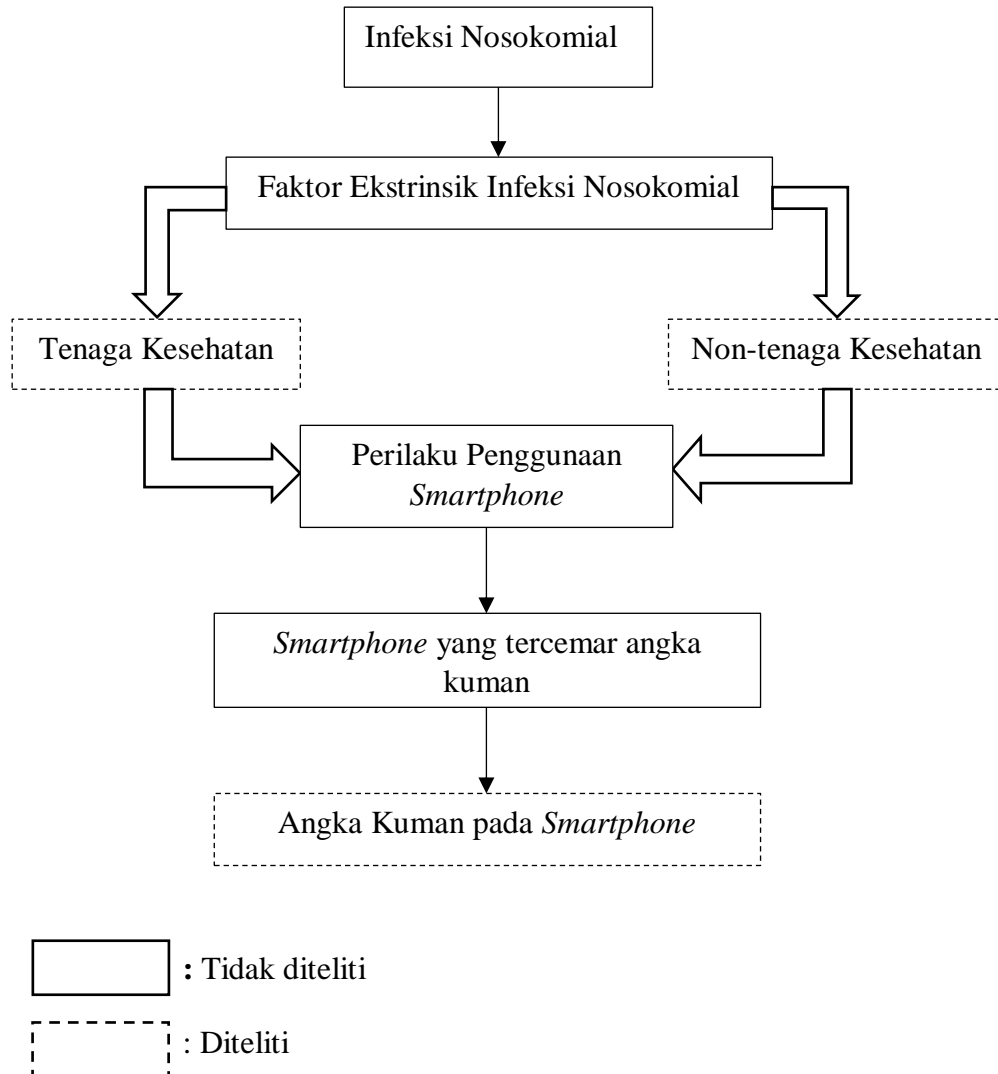 Infeksi Nosokomial
Faktor Ekstrinsik Infeksi Nosokomial
Tenaga Kesehatan
Non-tenaga Kesehatan
Perilaku Penggunaan
Smartphone
Smartphone yang tercemar angka
kuman
Angka Kuman pada Smartphone
: Tidak diteliti
: Diteliti